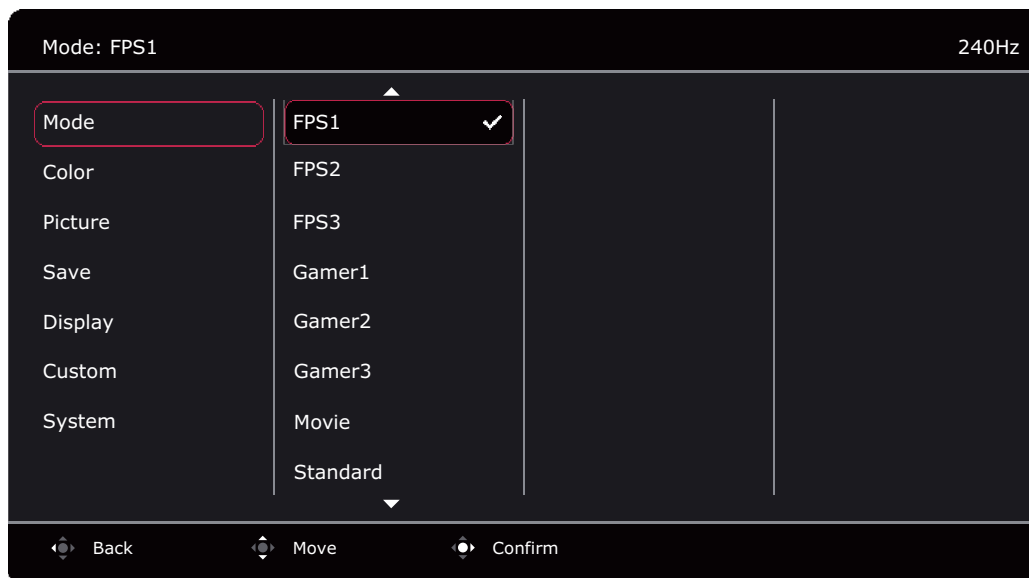 Mode: FPS1 240Hz
Mode
Color
Picture
Save
Display
Custom
System
FPS1
FPS2
FPS3
Gamer1
Gamer2
Gamer3
Movie
Standard
Back Move Confirm